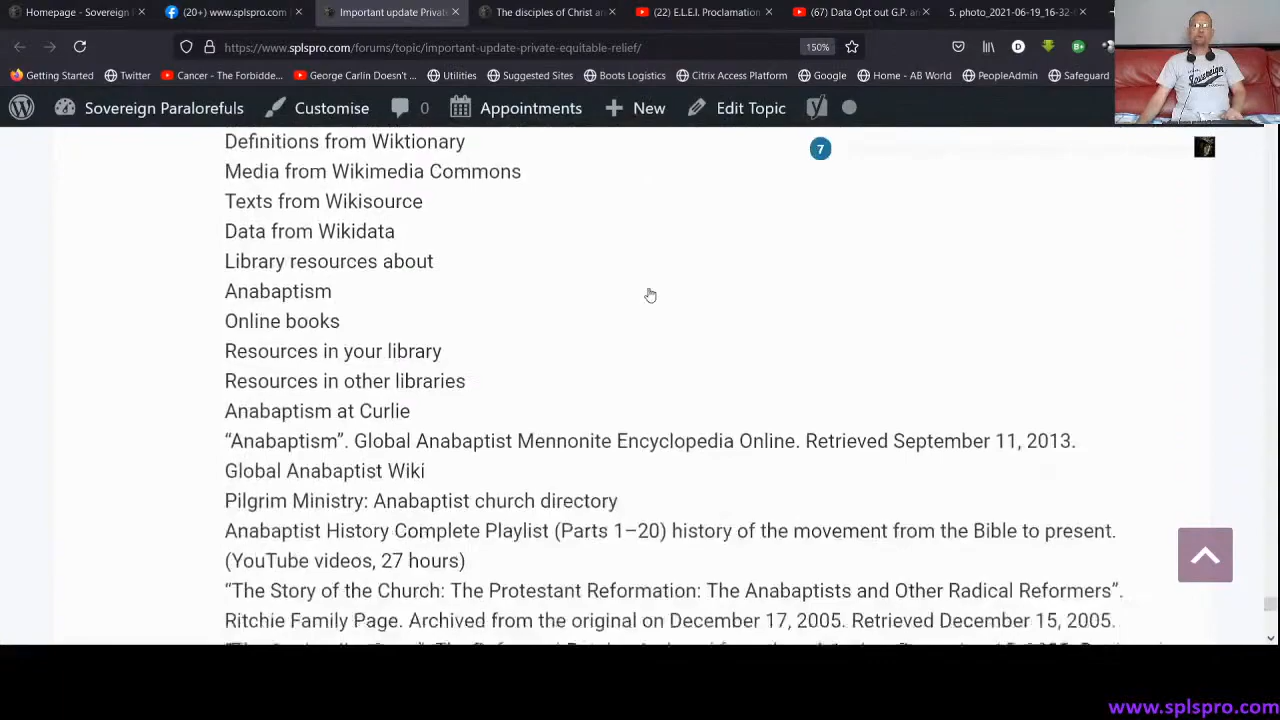 Homepage - Sovereign
(20+) www.splspro.com
Important update Privat
The disciples of Christ ar
(22) E.L.E.I. Proclamation
(67) Data Opt out G.P. an
5. photo_2021-06-19_16-32-
https://www.splspro.com/forums/topic/important-update-private-equitable-relief/
150%
Getting Started
Twitter
Cancer - The Forbidde...
George Carlin Doesn't...
Utilities
Suggested Sites
Boots Logistics
Citrix Access Platform
Google
Home - AB World
PeopleAdmin
Safeguard
Sovereign
Sovereign Paralorefuls
Customise
0
Appointments
New
Edit Topic
Definitions from Wiktionary
7
Media from Wikimedia Commons
Texts from Wikisource
Data from Wikidata
Library resources about
Anabaptism
Online books
Resources in your library
Resources in other libraries
Anabaptism at Curlie
“Anabaptism”. Global Anabaptist Mennonite Encyclopedia Online. Retrieved September 11, 2013.
Global Anabaptist Wiki
Pilgrim Ministry: Anabaptist church directory
Anabaptist History Complete Playlist (Parts 1–20) history of the movement from the Bible to present.
(YouTube videos, 27 hours)
“The Story of the Church: The Protestant Reformation: The Anabaptists and Other Radical Reformers”.
Ritchie Family Page. Archived from the original on December 17, 2005. Retrieved December 15, 2005.
www.splspro.com